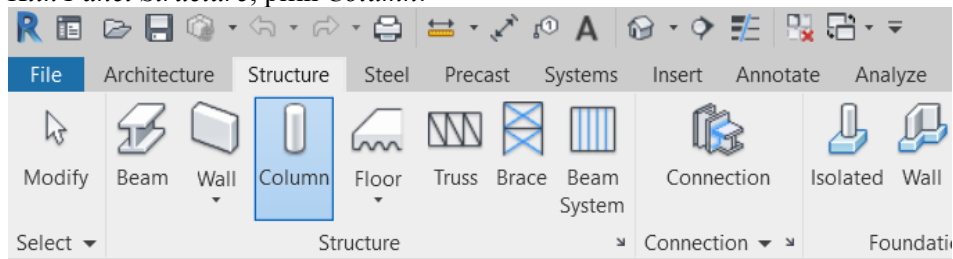 File Architecture Structure Steel Precast Systems Insert Annotate Analyze
Modify Beam Wall Column Floor Truss Brace Beam System Connection Isolated Wall
Select Structure Connection Foundati